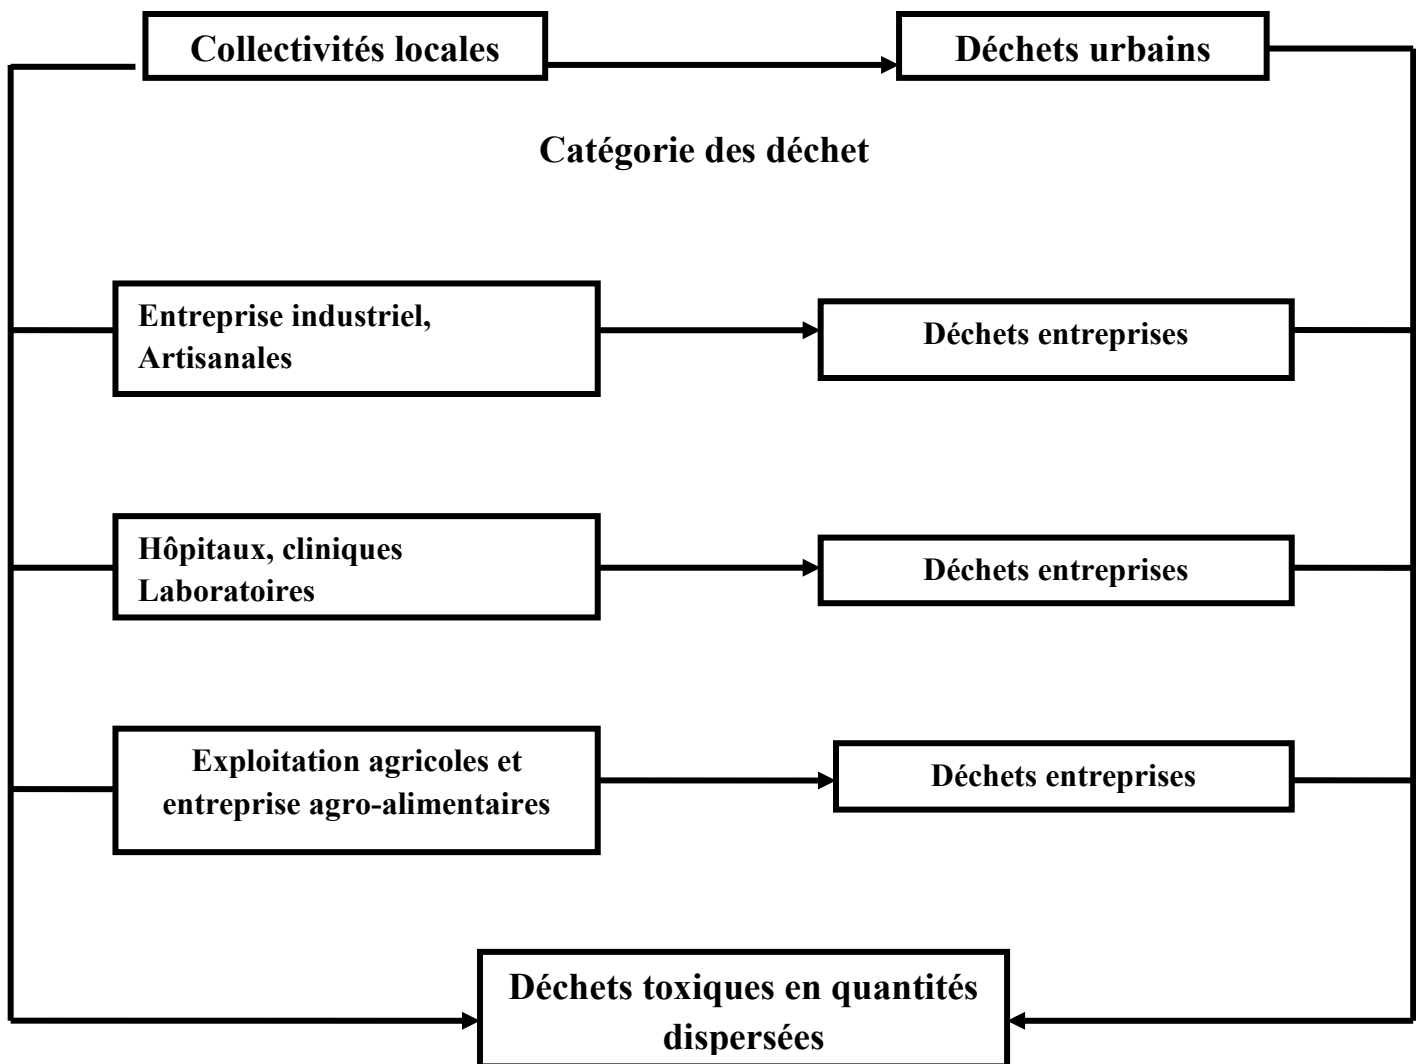 Collectivités locales
Déchets urbains
Catégorie des déchet
Entreprise industriel,
Artisanales
Déchets entreprises
Hôpitaux, cliniques
Laboratoires
Déchets entreprises
Exploitation agricoles et
entreprise agro-alimentaires
Déchets entreprises
Déchets toxiques en quantités
dispersées